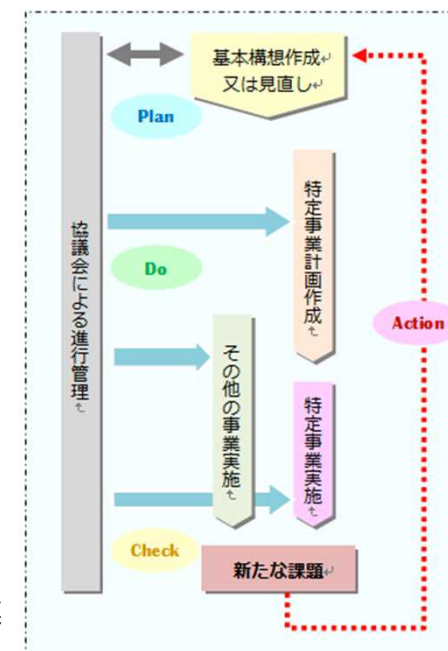 基本構想作成
又は見直し
Plan
協議会による進行管理
特定事業計画作成
Do
Action
その他の事業実施
特定事業実施
Check
新たな課題